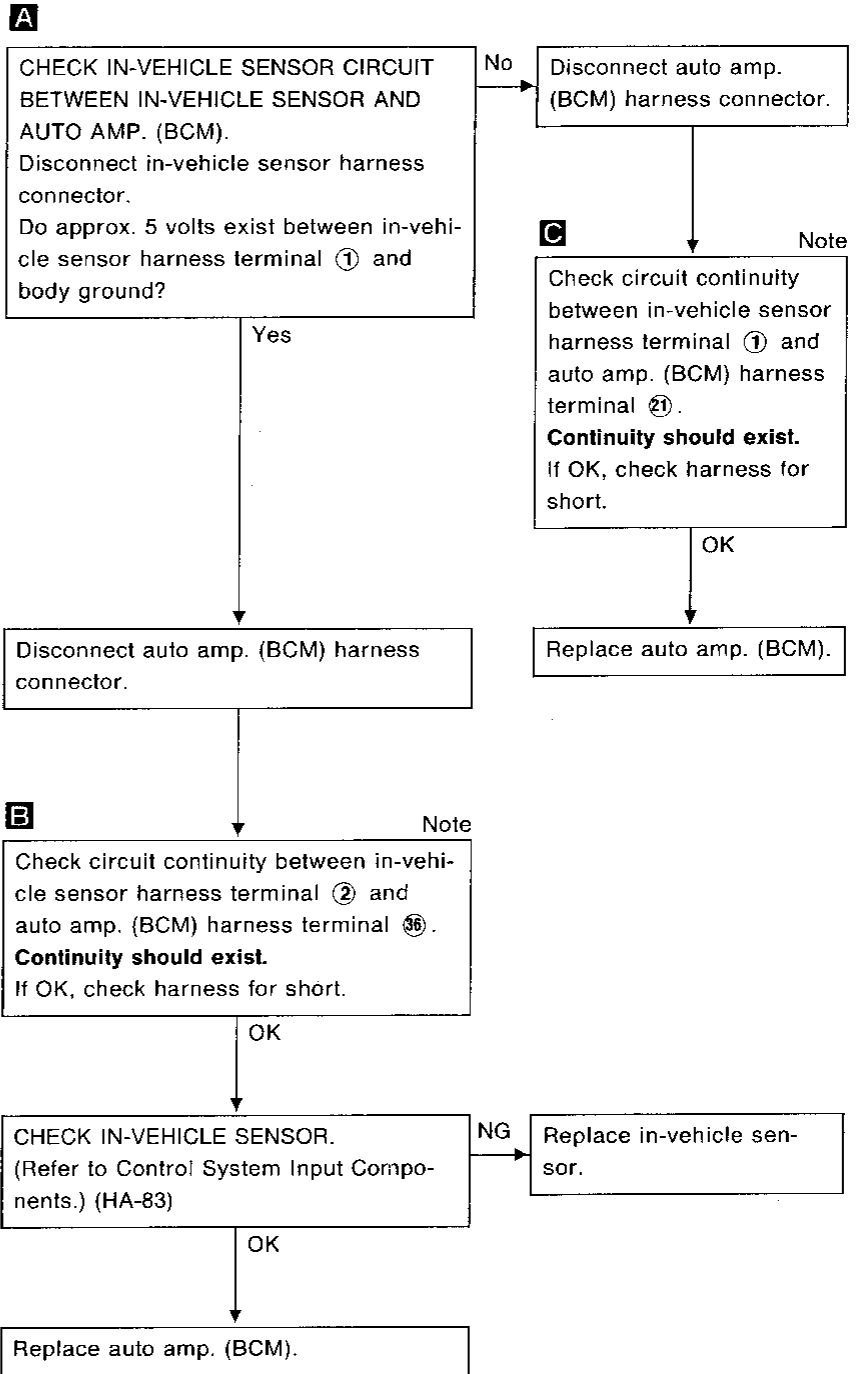 A
CHECK IN-VEHICLE SENSOR CIRCUIT
BETWEEN IN-VEHICLE SENSOR AND
AUTO AMP. (BCM).
Disconnect in-vehicle sensor harness
connector.
Do approx. 5 volts exist between in-vehi-
cle sensor harness terminal ① and
body ground?
No
Disconnect auto amp.
(BCM) harness connector.
Yes
C
Note
Check circuit continuity
between in-vehicle sensor
harness terminal ① and
auto amp. (BCM) harness
terminal ㉑.
Continuity should exist.
If OK, check harness for
short.
OK
Replace auto amp. (BCM).
Disconnect auto amp. (BCM) harness
connector.
B
Note
Check circuit continuity between in-vehi-
cle sensor harness terminal ② and
auto amp. (BCM) harness terminal ㊱.
Continuity should exist.
If OK, check harness for short.
OK
CHECK IN-VEHICLE SENSOR.
(Refer to Control System Input Compo-
nents.) (HA-83)
NG
Replace in-vehicle sen-
sor.
OK
Replace auto amp. (BCM).